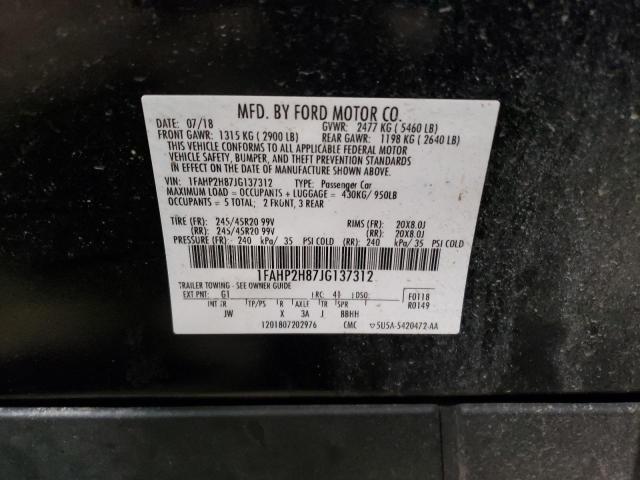 MFD. BY FORD MOTOR CO.
DATE: 07/18 GVWR: 2477 KG ( 5460 LB)
FRONT GAWR: 1315 KG ( 2900 LB) REAR GAWR: 1198 KG ( 2640 LB)
THIS VEHICLE CONFORMS TO ALL APPLICABLE FEDERAL MOTOR
VEHICLE SAFETY, BUMPER, AND THEFT PREVENTION STANDARDS
IN EFFECT ON THE DATE OF MANUFACTURE SHOWN ABOVE.
VIN: 1FAHP2H87JG137312 TYPE: Passenger Car
MAXIMUM LOAD = OCCUPANTS + LUGGAGE = 430KG/ 950LB
OCCUPANTS = 5 TOTAL; 2 FR, 3 REAR
TIRE (FR): 245/45R20 99V RIMS (FR): 20X8.0J
(RR): 245/45R20 99V (RR): 20X8.0J
PRESSURE (FR): 240 kPa/ 35 PSI COLD (RR): 240 kPa/ 35 PSI COLD
1FAHP2H87JG137312
TRAILER TOWING - SEE OWNER GUIDE
EXT PNT: G1 RC: 41 DSO: F0118
R0149
INT TR TP/PS R AXLE TR SPR
JW X 3A J BBHH
1201807202976 CMC ▽5U5A-5420472-AA